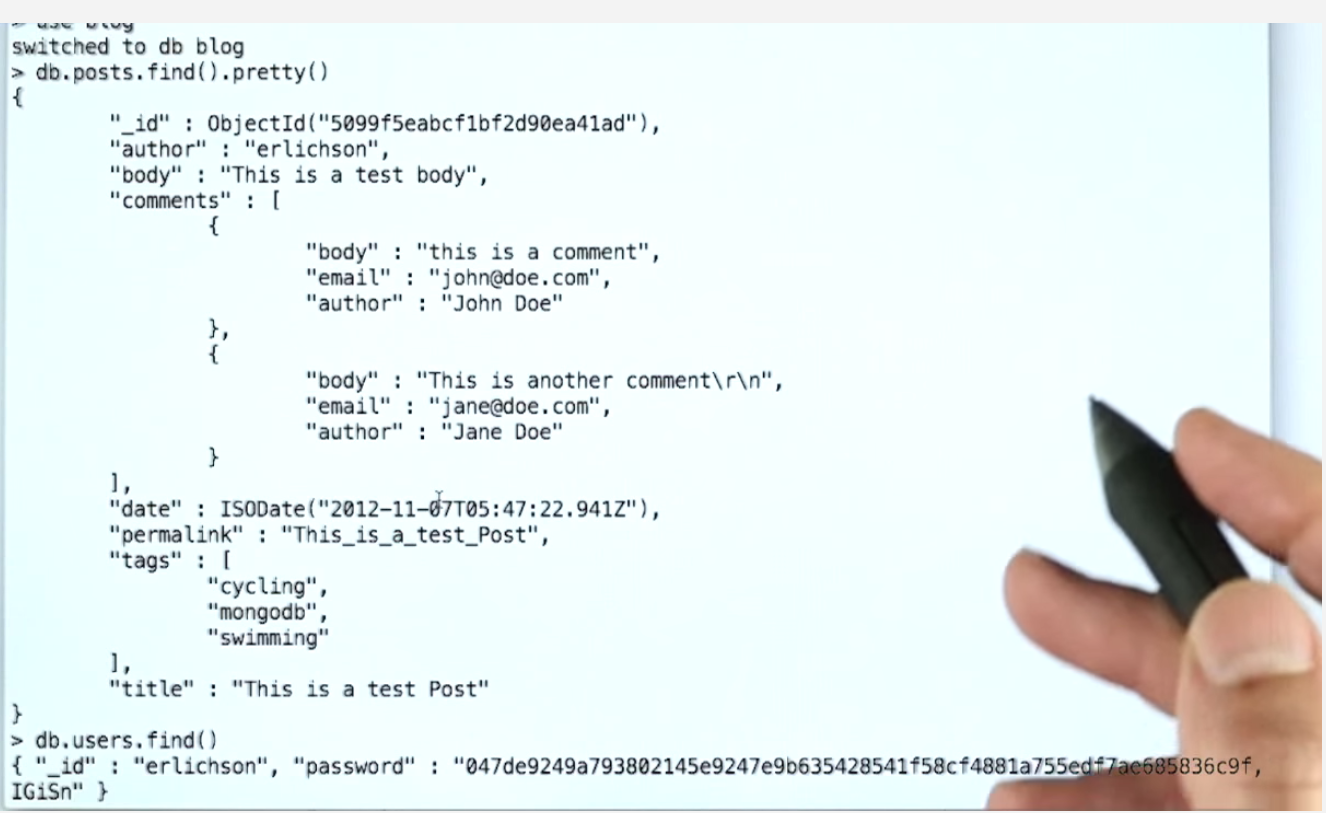 > use blog
switched to db blog
> db.posts.find().pretty()
{
"_id" : ObjectId("5099f5eabcf1bf2d90ea41ad"),
"author" : "erlichson",
"body" : "This is a test body",
"comments" : [
{
"body" : "this is a comment",
"email" : "john@doe.com",
"author" : "John Doe"
},
{
"body" : "This is another comment\r\n",
"email" : "jane@doe.com",
"author" : "Jane Doe"
}
],
"date" : ISODate("2012-11-07T05:47:22.941Z"),
"permalink" : "This_is_a_test_Post",
"tags" : [
"cycling",
"mongodb",
"swimming"
],
"title" : "This is a test Post"
}
> db.users.find()
{ "_id" : "erlichson", "password" : "047de9249a793802145e9247e9b635428541f58cf4881a755edf7ae685836c9f,
IGiSn" }